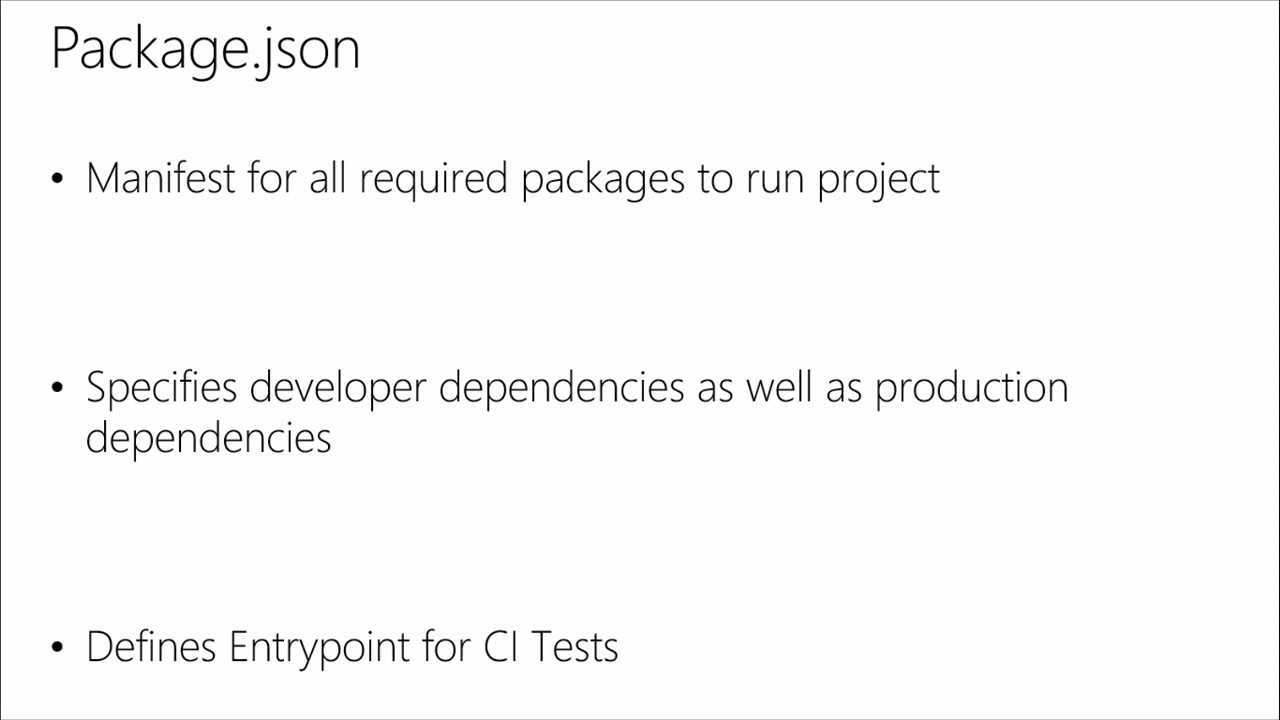 Package.json
• Manifest for all required packages to run project
• Specifies developer dependencies as well as production
dependencies
• Defines Entrypoint for CI Tests